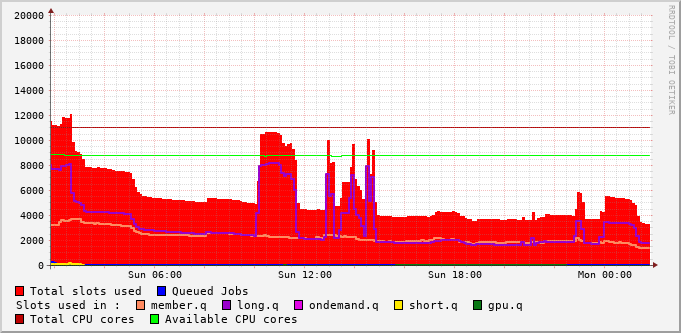 RRDTOOL / TOBI OETIKER
20000
18000
16000
14000
12000
10000
8000
6000
4000
2000
0
Sun 06:00 Sun 12:00 Sun 18:00 Mon 00:00
Total slots used Queued Jobs
Slots used in : member.q long.q ondemand.q short.q gpu.q
Total CPU cores Available CPU cores